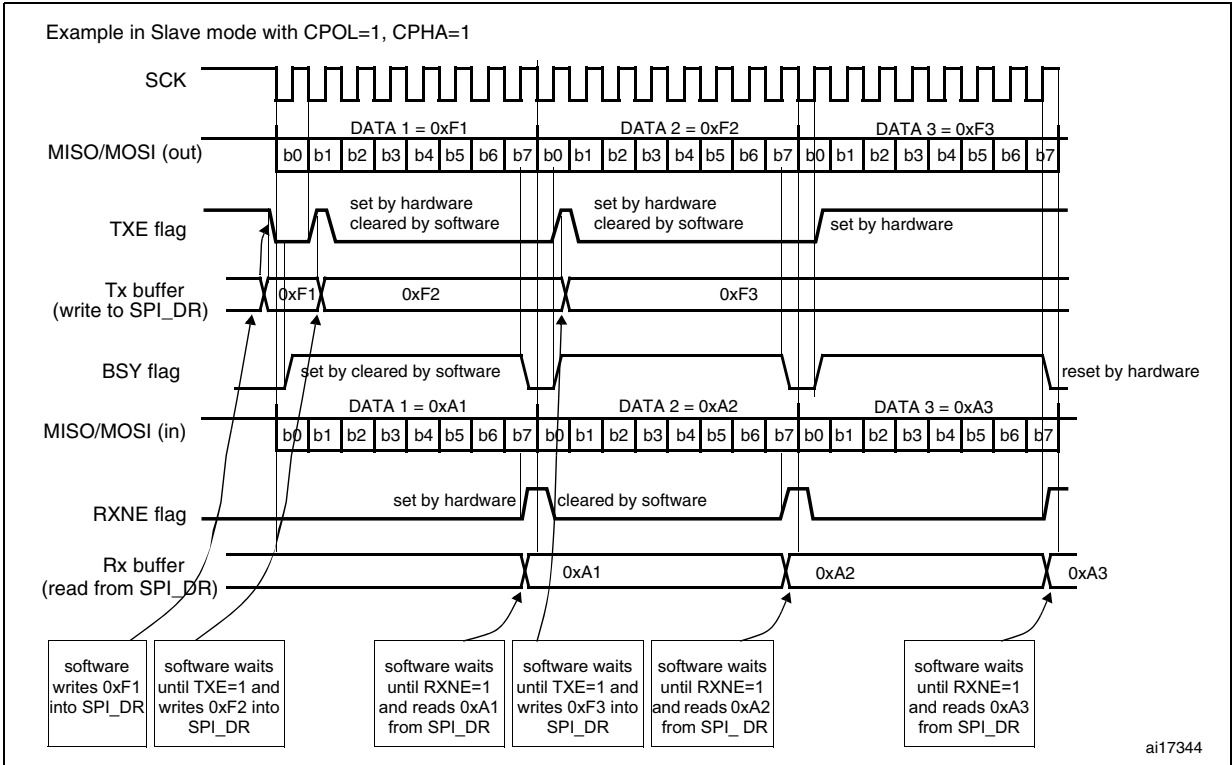 Example in Slave mode with CPOL=1, CPHA=1
SCK
DATA 1 = 0xF1
DATA 2 = 0xF2
DATA 3 = 0xF3
MISO/MOSI (out)
b0 b1 b2 b3 b4 b5 b6 b7 b0 b1 b2 b3 b4 b5 b6 b7 b0 b1 b2 b3 b4 b5 b6 b7
TXE flag
set by hardware
cleared by software
set by hardware
cleared by software
set by hardware
Tx buffer
(write to SPI_DR)
0xF1
0xF2
0xF3
BSY flag
set by cleared by software
reset by hardware
DATA 1 = 0xA1
DATA 2 = 0xA2
DATA 3 = 0xA3
MISO/MOSI (in)
b0 b1 b2 b3 b4 b5 b6 b7 b0 b1 b2 b3 b4 b5 b6 b7 b0 b1 b2 b3 b4 b5 b6 b7
RXNE flag
set by hardware
cleared by software
Rx buffer
(read from SPI_DR)
0xA1
0xA2
0xA3
software
writes 0xF1
into SPI_DR
software waits
until TXE=1 and
writes 0xF2 into
SPI_DR
software waits
until RXNE=1
and reads 0xA1
from SPI_DR
software waits
until TXE=1 and
writes 0xF3 into
SPI_DR
software waits
until RXNE=1
and reads 0xA2
from SPI_ DR
software waits
until RXNE=1
and reads 0xA3
from SPI_DR
ai17344